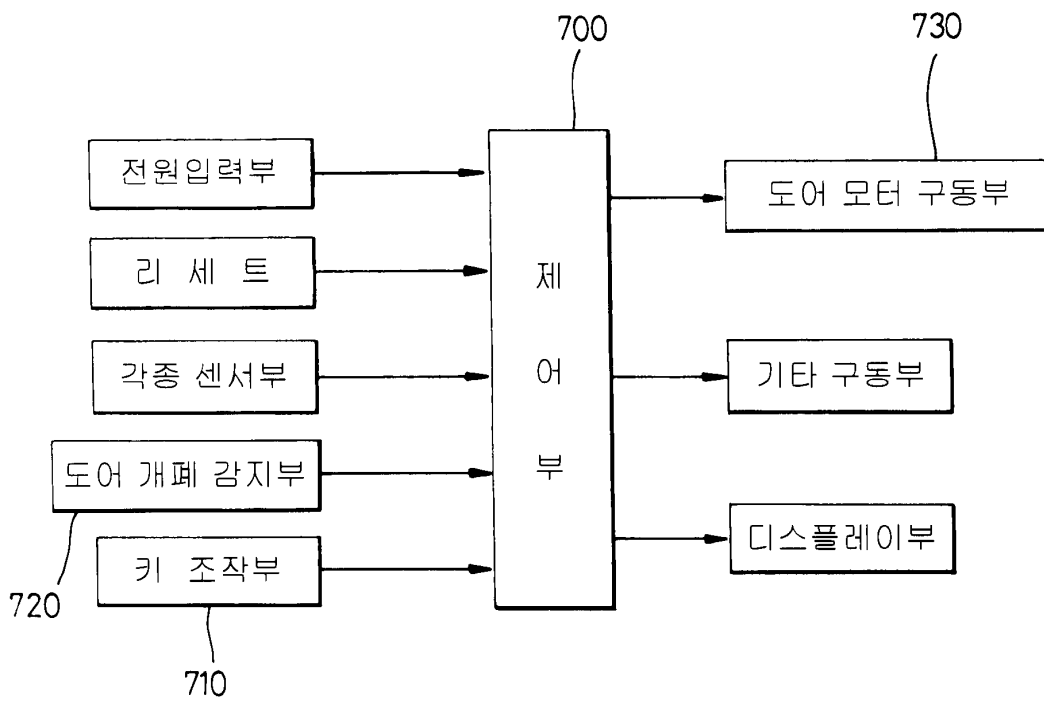 700
730
전원입력부
리 세 트
각종 센서부
도어 개폐 감지부
720
키 조작부
710
제
어
부
도어 모터 구동부
기타 구동부
디스플레이부